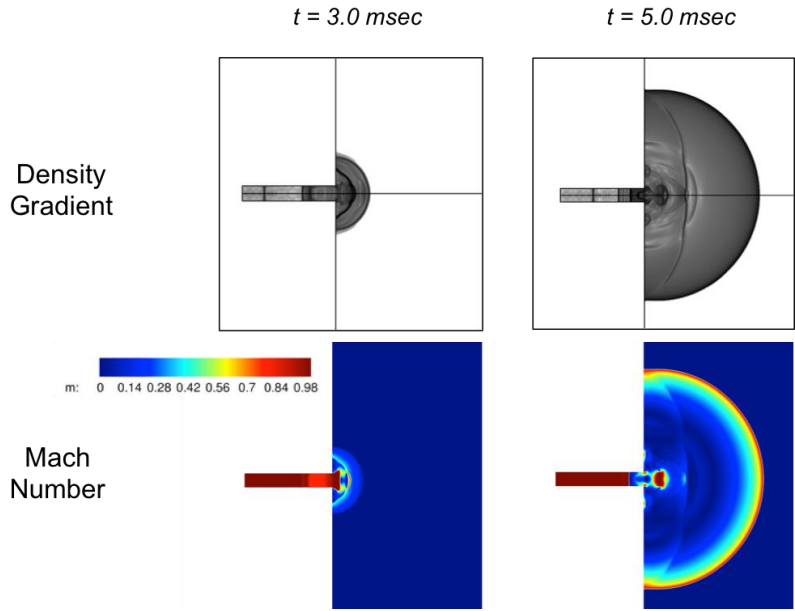 t = 3.0 msec
t = 5.0 msec
Density
Gradient
m: 0 0.14 0.28 0.42 0.56 0.7 0.84 0.98
Mach
Number